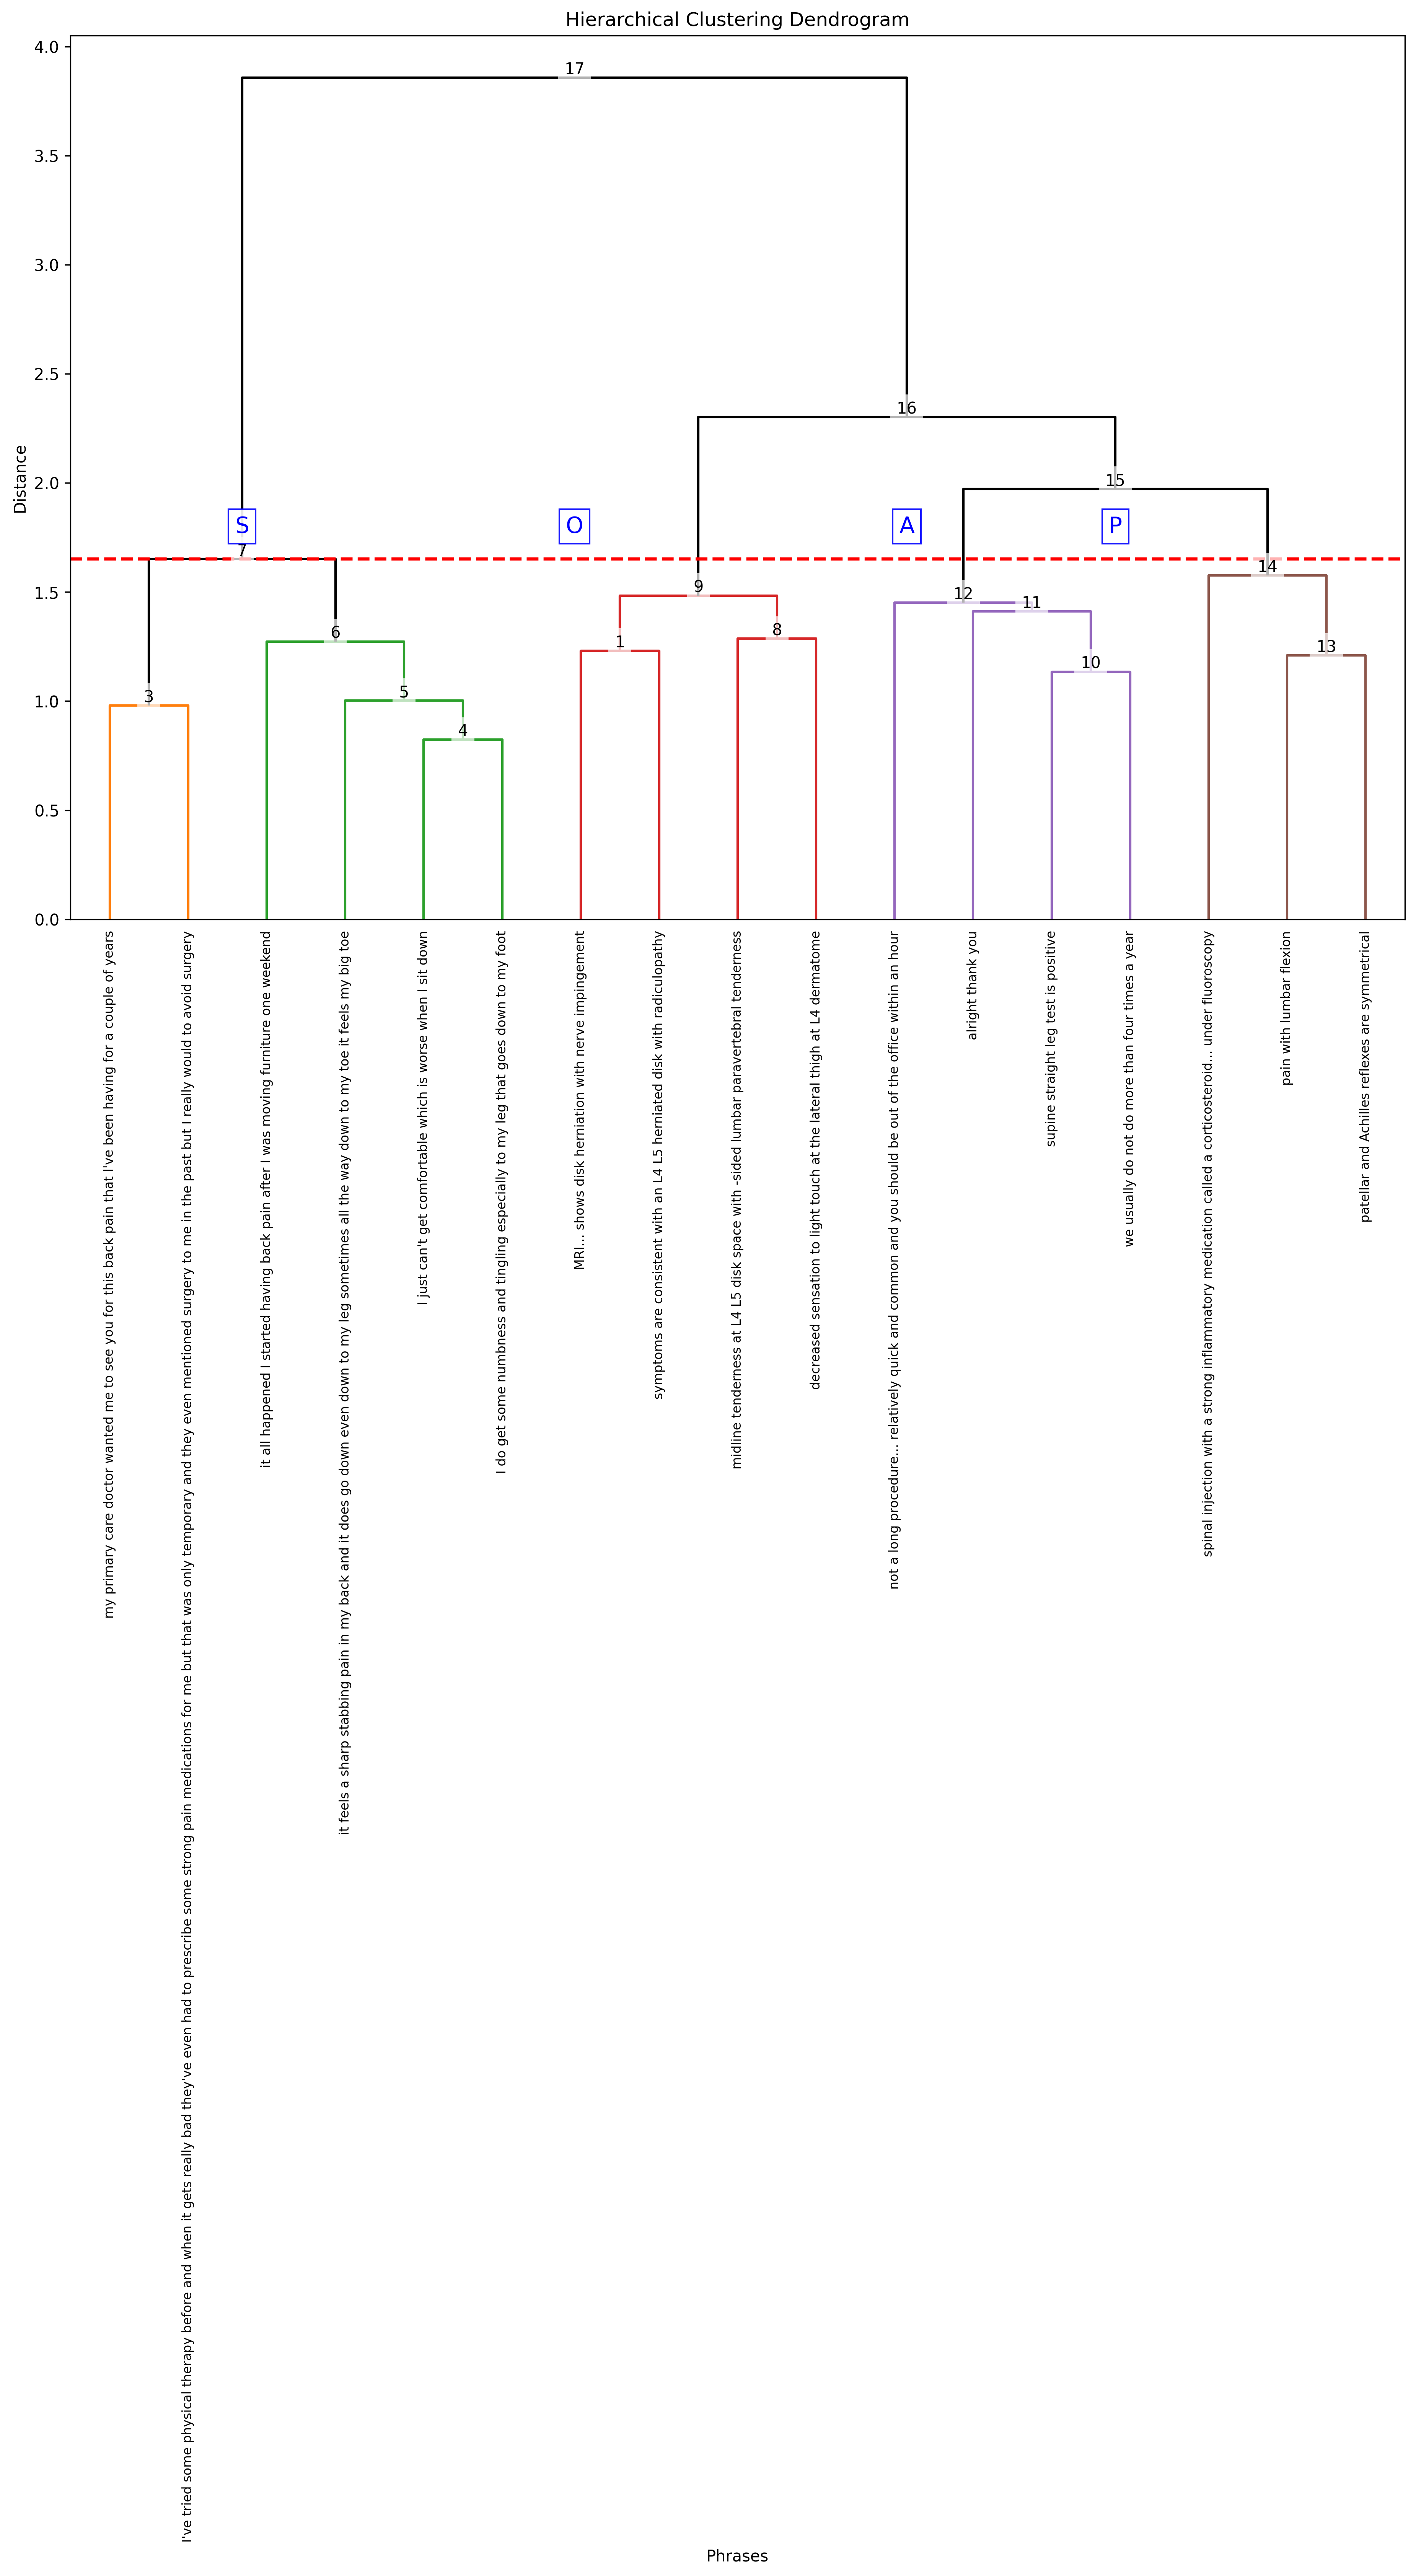 Hierarchical Clustering Dendrogram
4.0
3.5
3.0
2.5
2.0
1.5
1.0
0.5
0.0
Distance
17
16
15
S
O
A
P
7
14
9
12
11
6
8
1
13
10
3
5
4
my primary care doctor wanted me to see you for this back pain that I've been having for a couple of years
I've tried some physical therapy before and when it gets really bad they've even had to prescribe some strong pain medications for me but that was only temporary and they even mentioned surgery to me in the past but I really would to avoid surgery
it all happened I started having back pain after I was moving furniture one weekend
it feels a sharp stabbing pain in my back and it does go down even down to my leg sometimes all the way down to my toe it feels my big toe
I just can't get comfortable which is worse when I sit down
I do get some numbness and tingling especially to my leg that goes down to my foot
MRI... shows disk herniation with nerve impingement
symptoms are consistent with an L4 L5 herniated disk with radiculopathy
midline tenderness at L4 L5 disk space with -sided lumbar paravertebral tenderness
decreased sensation to light touch at the lateral thigh at L4 dermatome
not a long procedure... relatively quick and common and you should be out of the office within an hour
alright thank you
supine straight leg test is positive
we usually do not do more than four times a year
spinal injection with a strong inflammatory medication called a corticosteroid... under fluoroscopy
pain with lumbar flexion
patellar and Achilles reflexes are symmetrical
Phrases